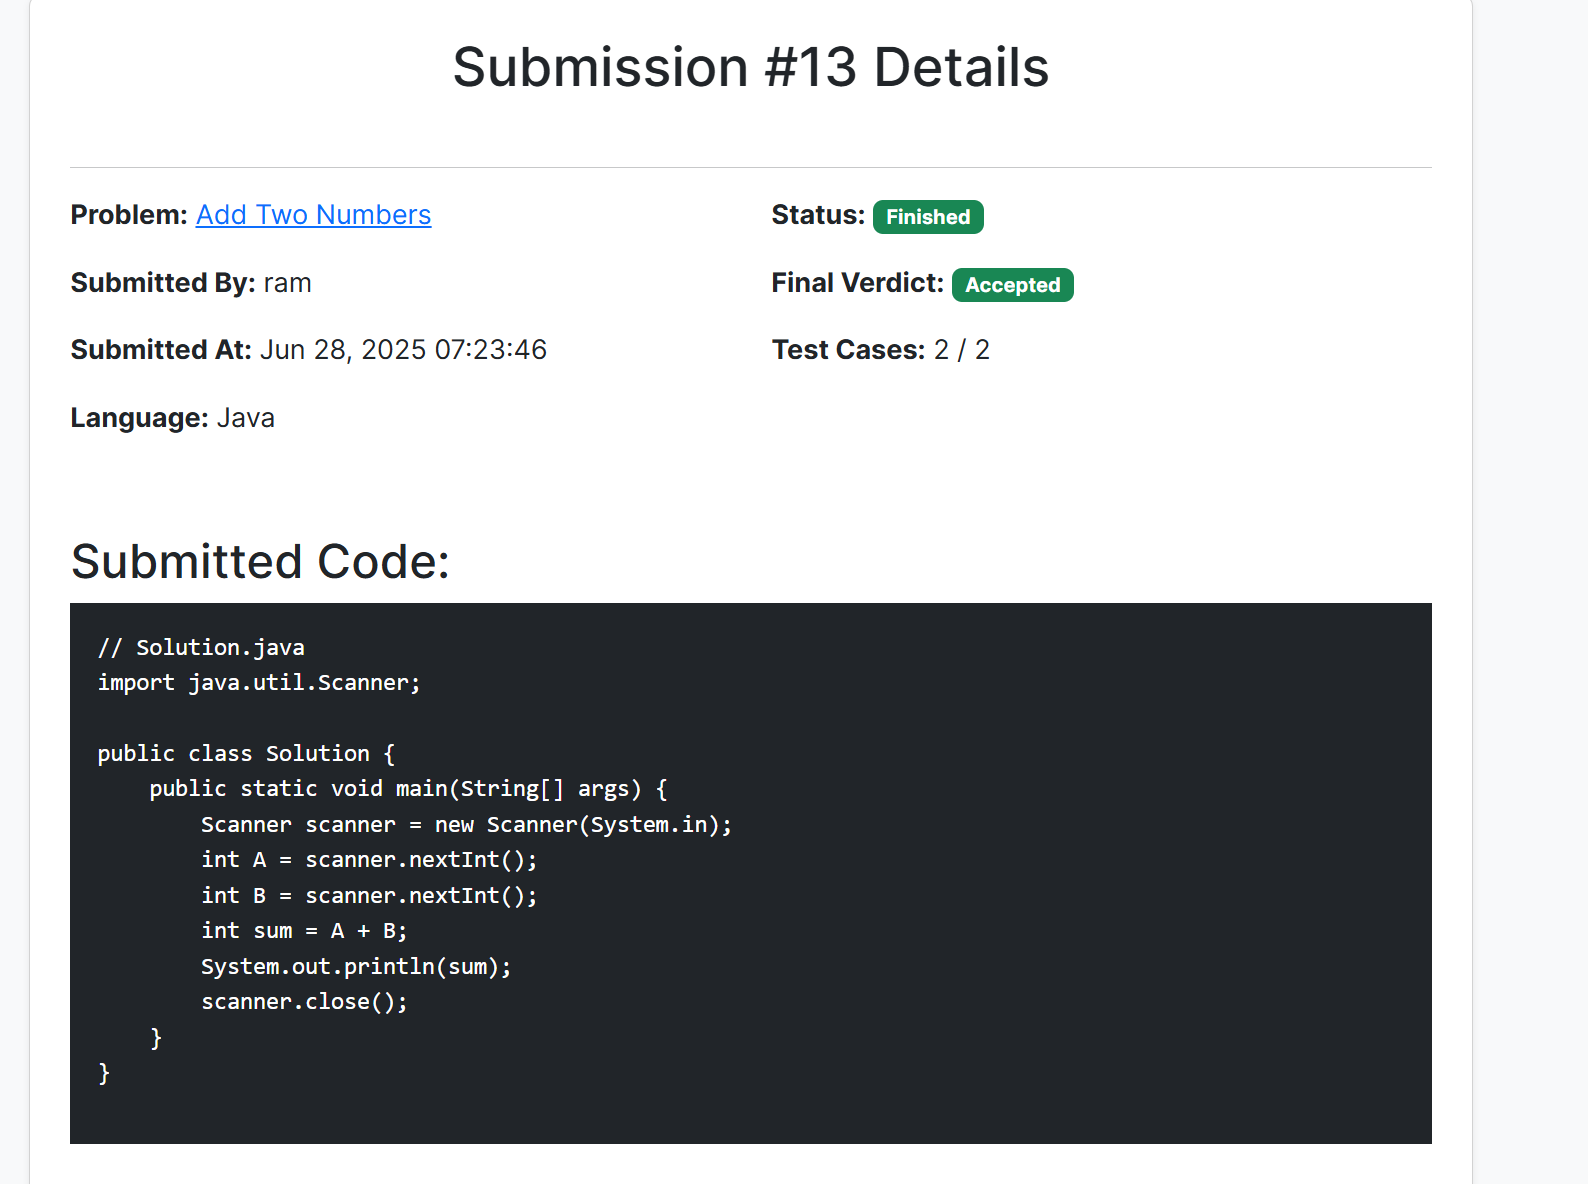 Submission #13 Details
Problem: Add Two Numbers
Submitted By: ram
Submitted At: Jun 28, 2025 07:23:46
Language: Java
Status: Finished
Final Verdict: Accepted
Test Cases: 2 / 2
Submitted Code:
// Solution.java
import java.util.Scanner;

public class Solution {
    public static void main(String[] args) {
        Scanner scanner = new Scanner(System.in);
        int A = scanner.nextInt();
        int B = scanner.nextInt();
        int sum = A + B;
        System.out.println(sum);
        scanner.close();
    }
}